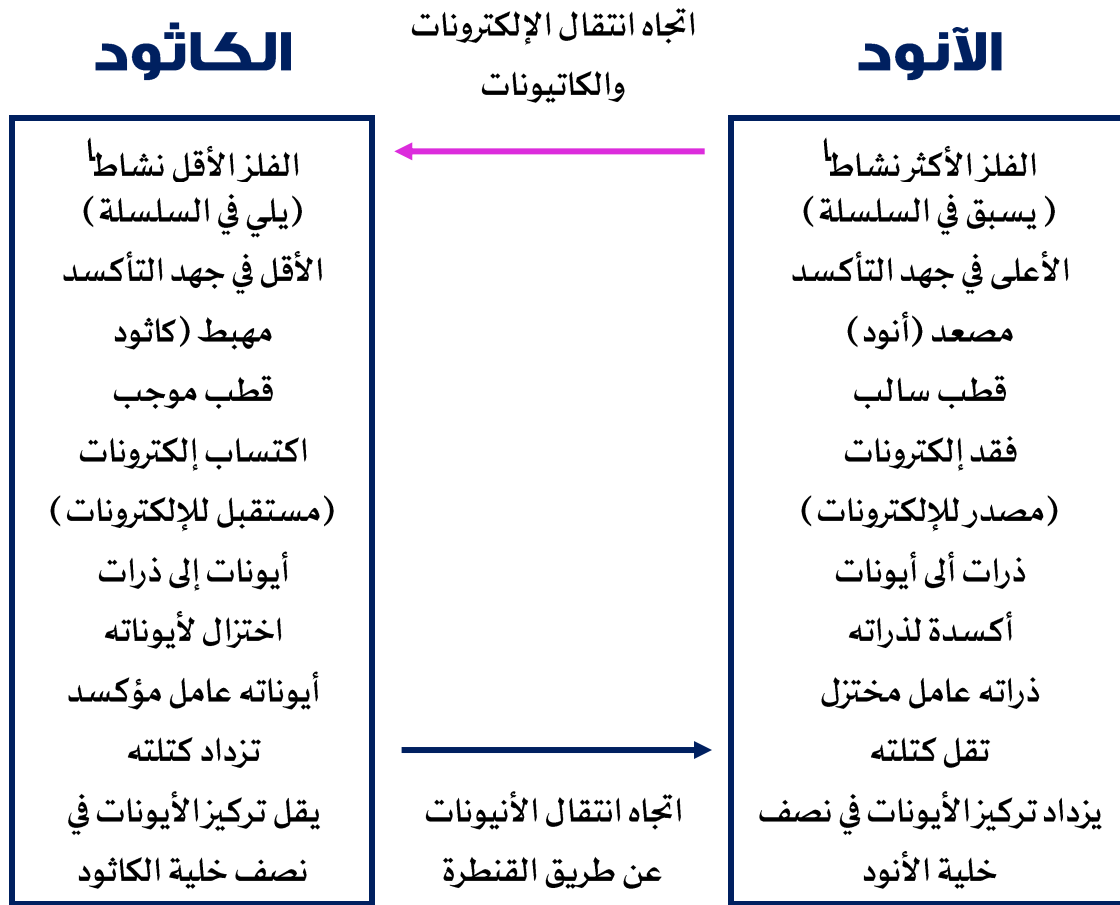 الآنود
الفلز الأكثر نشاطاً
(يسبق في السلسلة)
الأعلى في جهد التأكسد
مصعد (أنود)
قطب سالب
فقد إلكترونات
(مصدر للإلكترونات)
ذرات ألى أيونات
أكسدة لذراته
ذراته عامل مختزل
تقل كتلته
يزداد تركيز الأيونات في نصف
خلية الأنود
اتجاه انتقال الإلكترونات
والكاتيونات
اتجاه انتقال الأنيونات
عن طريق القنطرة
الكاثود
الفلز الأقل نشاطاً
(يلي في السلسلة)
الأقل في جهد التأكسد
مهبط (كاثود
قطب موجب
اكتساب إلكترونات
(مستقبل للإلكترونات)
أيونات إلى ذرات
اختزال لأيوناته
أيوناته عامل مؤكسد
تزداد كتلته
يقل تركيز الأيونات في
نصف خلية الكاثود